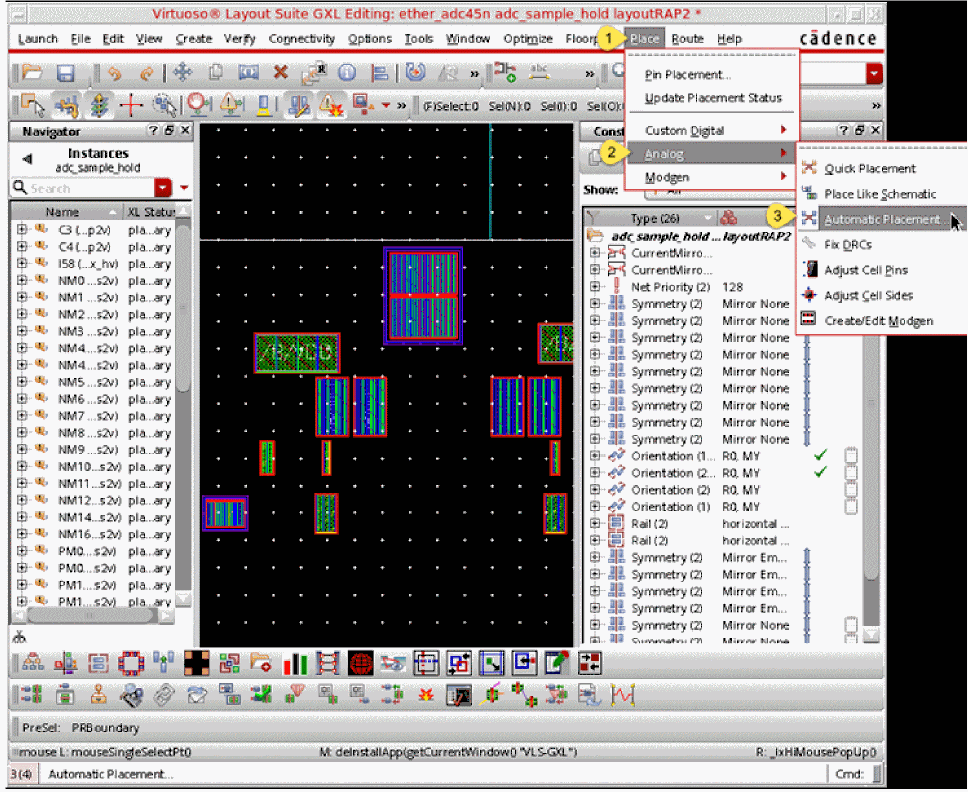 Virtuoso® Layout Suite GXL Editing: ether_adc45n adc_sample_hold layoutRAP2 *
Launch File Edit View Create Verify Connectivity Options Tools Window Optimize Floorp 1 Place Route Help cādence
Pin Placement...
Update Placement Status
Custom Digital
2 Analog
Modgen
Quick Placement
Place Like Schematic
3 Automatic Placement...
Fix DRCs
Adjust Cell Pins
Adjust Cell Sides
Create/Edit Modgen
abc
(F)Select:0 Sel(N):0 Sel(I):0 Sel(O):
Navigator
Instances
adc_sample_hold
Search
Name XL Statu
C3 (...p2v) pla...ary
C4 (...p2v) pla...ary
I58 (...x_hv) pla...ary
NM0...s2v) pla...ary
NM1 ...s2v) pla...ary
NM2...s2v) pla...ary
NM3 ...s2v) pla...ary
NM4...s2v) pla...ary
NM4...s2v) pla...ary
NM5...s2v) pla...ary
NM6...s2v) pla...ary
NM7 ...s2v) pla...ary
NM8...s2v) pla...ary
NM9...s2v) pla...ary
NM10...s2v) pla...ary
NM11...s2v) pla...ary
NM12...s2v) pla...ary
NM14...s2v) pla...ary
NM16...s2v) pla...ary
PM0...s2v) pla...ary
PM0...s2v) pla...ary
PM1...s2v) pla...ary
PM1...s2v) pla...ary
Cons
Show: All
Type (26)
adc_sample_hold ... layoutRAP2
CurrentMirro...
CurrentMirro...
Net Priority (2) 128
Symmetry (2) Mirror None
Symmetry (2) Mirror None
Symmetry (2) Mirror None
Symmetry (2) Mirror None
Symmetry (2) Mirror None
Symmetry (2) Mirror None
Symmetry (2) Mirror None
Symmetry (2) Mirror None
Symmetry (2) Mirror None
Orientation (1... R0, MY
Orientation (2... R0, MY
Orientation (2) R0, MY
Orientation (1) R0, MY
Rail (2) horizontal ...
Rail (2) horizontal ...
Symmetry (2) Mirror Em...
Symmetry (2) Mirror Em...
Symmetry (2) Mirror Em...
Symmetry (2) Mirror Em...
Symmetry (2) Mirror None
Symmetry (2) Mirror None
PreSel: PRBoundary
mouse L: mouseSingleSelectPt() M: deInstallApp(getCurrentWindow() "VLS-GXL") R: _lxHiMousePopUp()
3(4) Automatic Placement... Cmd: